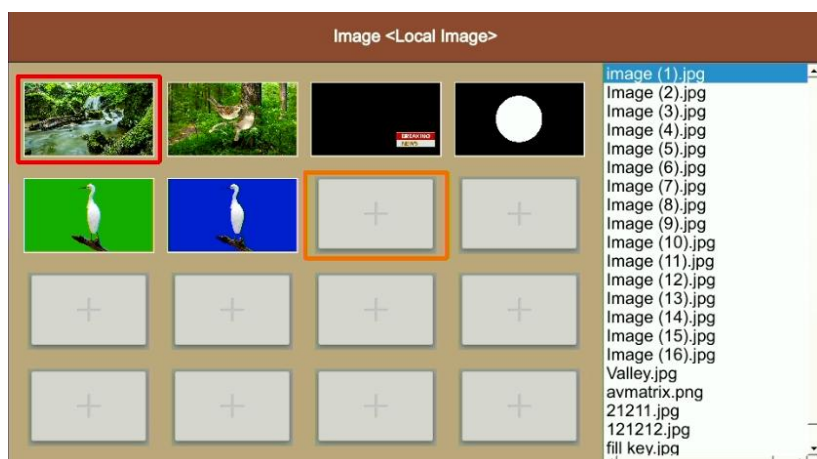 Image <Local Image>
BREAKING
NEWS
image (1).jpg
Image (2).jpg
Image (3).jpg
Image (4).jpg
Image (5).jpg
Image (6).jpg
Image (7).jpg
Image (8).jpg
Image (9).jpg
Image (10).jpg
Image (11).jpg
Image (12).jpg
Image (13).jpg
Image (14).jpg
Image (15).jpg
Image (16).jpg
Valley.jpg
avmatrix.png
21211.jpg
121212.jpg
fill key.jpg